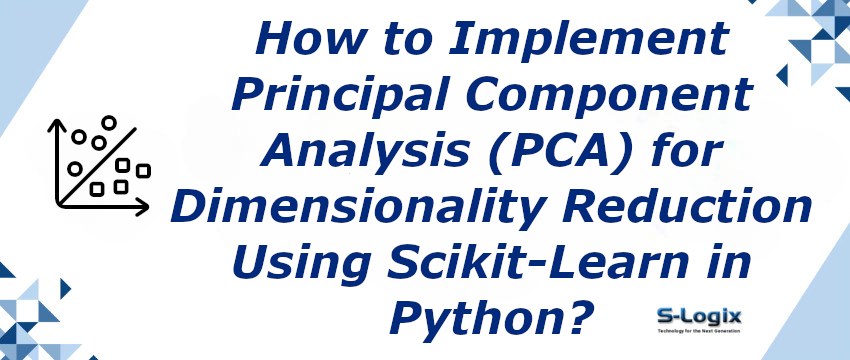 How to Implement
Principal Component
Analysis (PCA) for
Dimensionality Reduction
Using Scikit-Learn in
Python?
S-Logix
Technology for the Next Generation